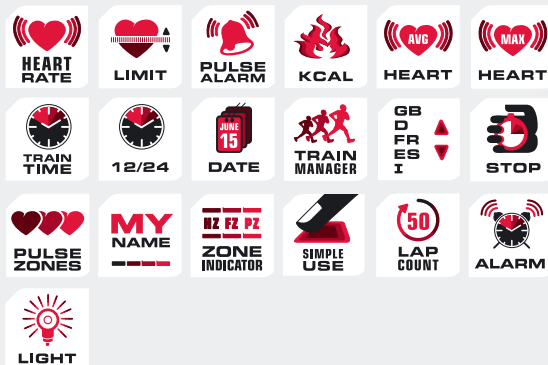 HEART
RATE
LIMIT
PULSE
ALARM
KCAL
AVG
HEART
MAX
HEART
TRAIN
TIME
12/24
JUNE
15
DATE
TRAIN
MANAGER
GB
D
FR
ES
I
STOP
PULSE
ZONES
MY
NAME
HZ FZ PZ
ZONE
INDICATOR
SIMPLE
USE
50
LAP
COUNT
ALARM
LIGHT